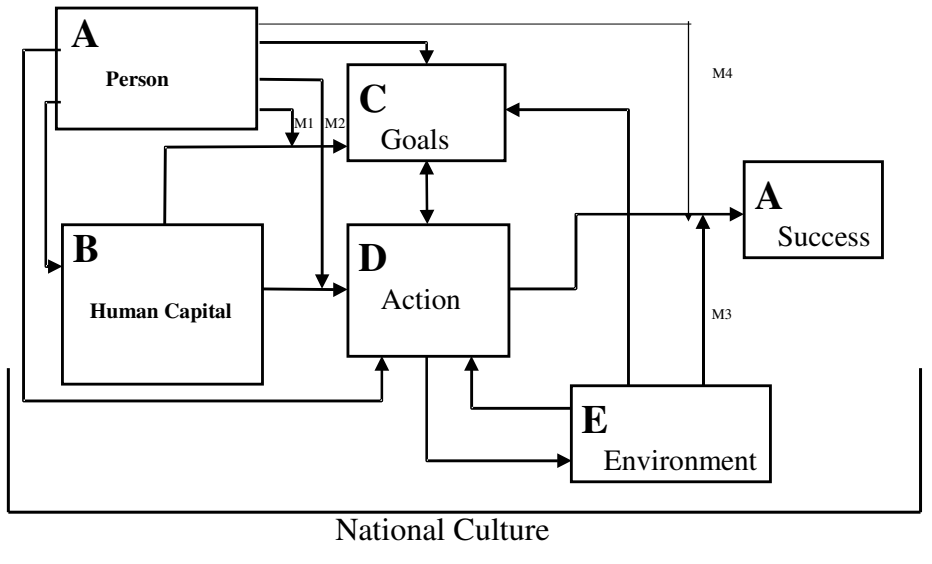 A
Person
M4
C
Goals
M1
M2
A
Success
B
Human Capital
D
Action
M3
E
Environment
National Culture